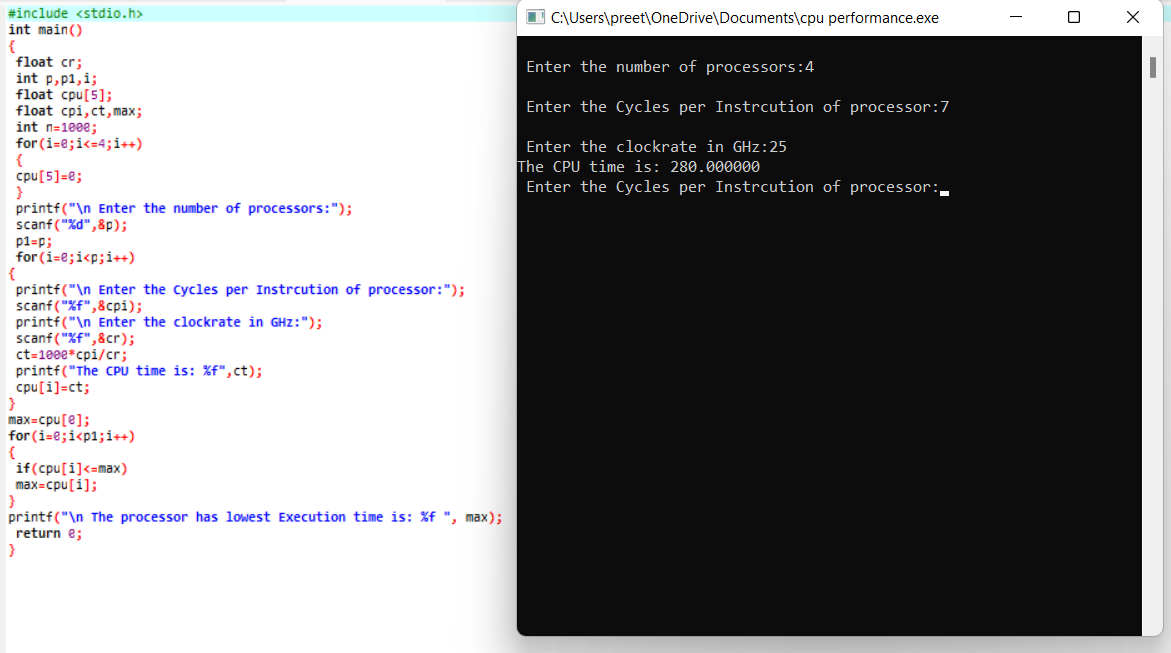 #include <stdio.h>
int main()
{
float cr;
int p,p1,i;
float cpu[5];
float cpi,ct,max;
int n=1000;
for(i=0;i<=4;i++)
{
cpu[5]=0;
}
printf("\n Enter the number of processors:");
scanf("%d",&p);
p1=p;
for(i=0;i<p;i++)
{
printf("\n Enter the Cycles per Instrcution of processor:");
scanf("%f",&cpi);
printf("\n Enter the clockrate in GHz:");
scanf("%f",&cr);
ct=1000*cpi/cr;
printf("The CPU time is: %f",ct);
cpu[i]=ct;
}
max=cpu[0];
for(i=0;i<p1;i++)
{
if(cpu[i]<=max)
max=cpu[i];
}
printf("\n The processor has lowest Execution time is: %f ", max);
return 0;
}
C:\Users\preet\OneDrive\Documents\cpu performance.exe
Enter the number of processors:4
Enter the Cycles per Instrcution of processor:7
Enter the clockrate in GHz:25
The CPU time is: 280.000000
Enter the Cycles per Instrcution of processor: